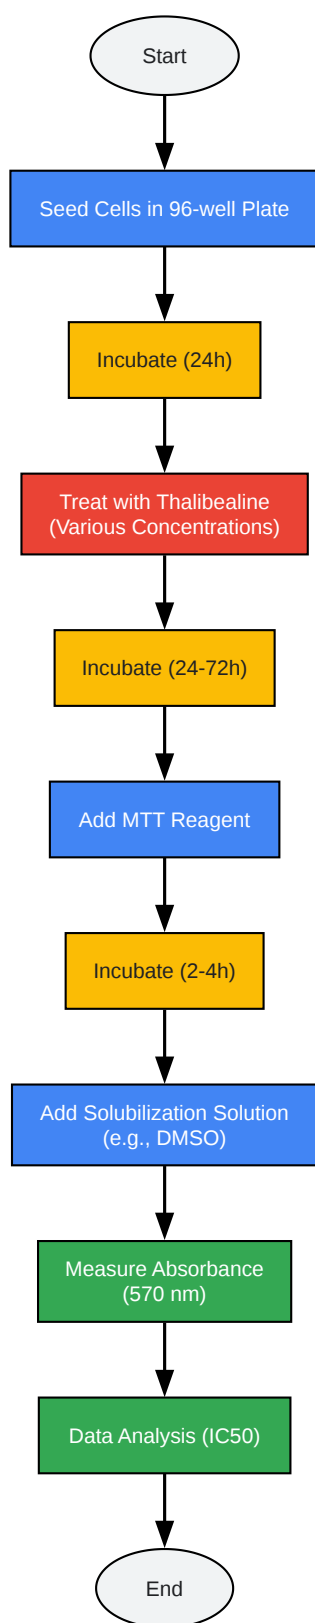 Start
Seed Cells in 96-well Plate
Incubate (24h)
Treat with Thalibealine
(Various Concentrations)
Incubate (24-72h)
Add MTT Reagent
Incubate (2-4h)
Add Solubilization Solution
(e.g., DMSO)
Measure Absorbance
(570 nm)
Data Analysis (IC50)
End